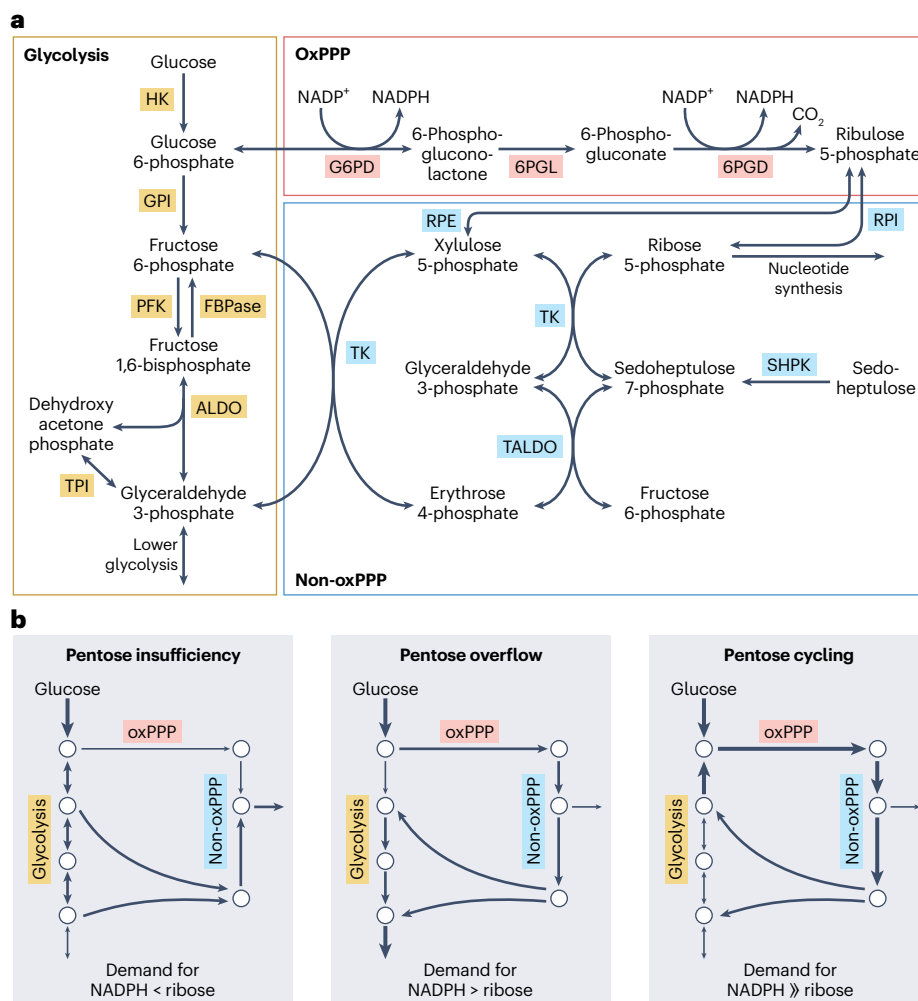 a
Glycolysis
Glucose
HK
Glucose
6-phosphate
GPI
Fructose
6-phosphate
PFK
FBPase
Fructose
1,6-bisphosphate
Dehydroxy
acetone
phosphate
ALDO
TPI
Glyceraldehyde
3-phosphate
Lower
glycolysis
OxPPP
NADP+
NADPH
G6PD
6-Phospho-
glucono-
lactone
6PGL
6-Phospho-
gluconate
NADP+
NADPH
CO2
6PGD
Ribulose
5-phosphate
RPE
RPI
Xylulose
5-phosphate
Ribose
5-phosphate
Nucleotide
synthesis
TK
TK
Glyceraldehyde
3-phosphate
Sedoheptulose
7-phosphate
SHPK
Sedo-
heptulose
TALDO
Erythrose
4-phosphate
Fructose
6-phosphate
Non-oxPPP
b
Pentose insufficiency
Glucose
oxPPP
Glycolysis
Non-oxPPP
Demand for
NADPH < ribose
Pentose overflow
Glucose
oxPPP
Glycolysis
Non-oxPPP
Demand for
NADPH > ribose
Pentose cycling
Glucose
oxPPP
Glycolysis
Non-oxPPP
Demand for
NADPH ≫ ribose